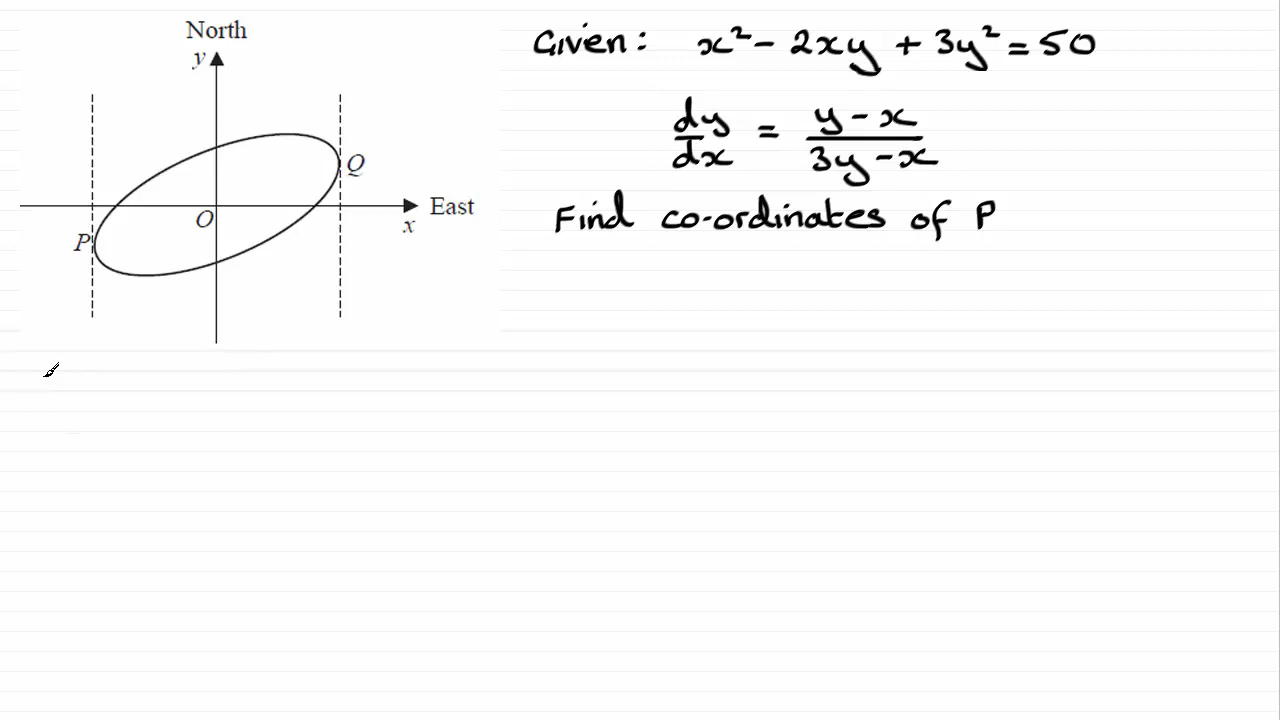 North
y
Q
O
East
x
P
Given: x² - 2xy + 3y² = 50
dy/dx = y - x / 3y - x
Find co-ordinates of P